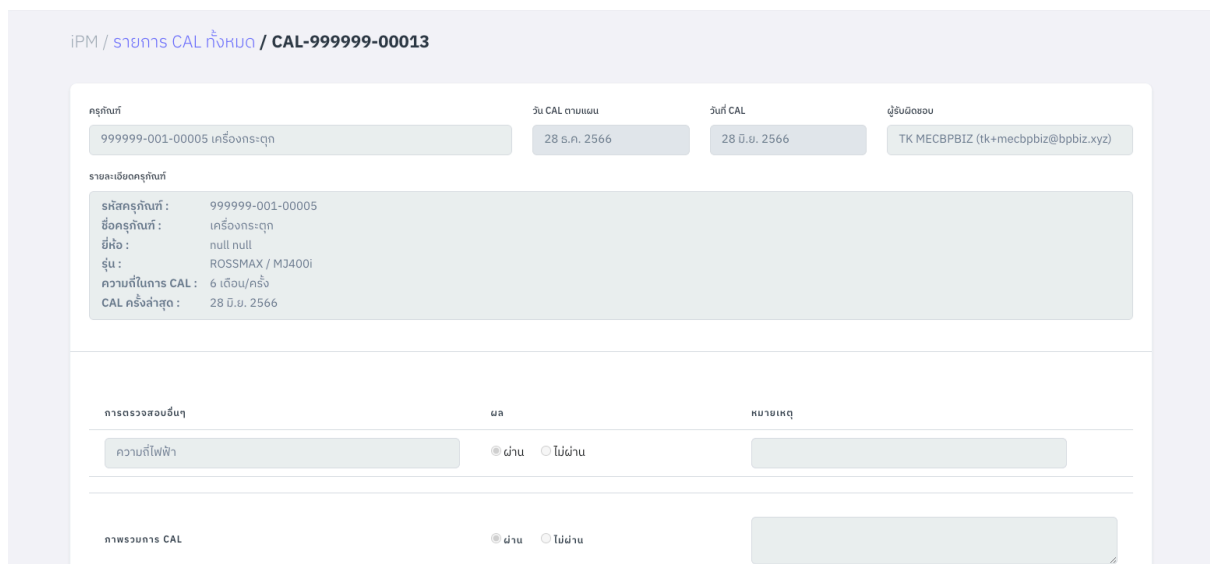 iPM / รายการ CAL ทั้งหมด / CAL-999999-00013
ครุภัณฑ์ วัน CAL ตามแผน วันที่ CAL ผู้รับผิดชอบ
999999-001-00005 เครื่องกระตุก 28 ธ.ค. 2566 28 มิ.ย. 2566 TK MECBPBIZ (tk+mecbpbiz@bpbiz.xyz)
รายละเอียดครุภัณฑ์
รหัสครุภัณฑ์ : 999999-001-00005
ชื่อครุภัณฑ์ : เครื่องกระตุก
ยี่ห้อ : null null
รุ่น : ROSSMAX / MJ400i
ความถี่ในการ CAL : 6 เดือน/ครั้ง
CAL ครั้งล่าสุด : 28 มิ.ย. 2566
การตรวจสอบอื่นๆ ผล หมายเหตุ
ความถี่ไฟฟ้า ผ่าน ไม่ผ่าน
ภาพรวมการ CAL ผ่าน ไม่ผ่าน